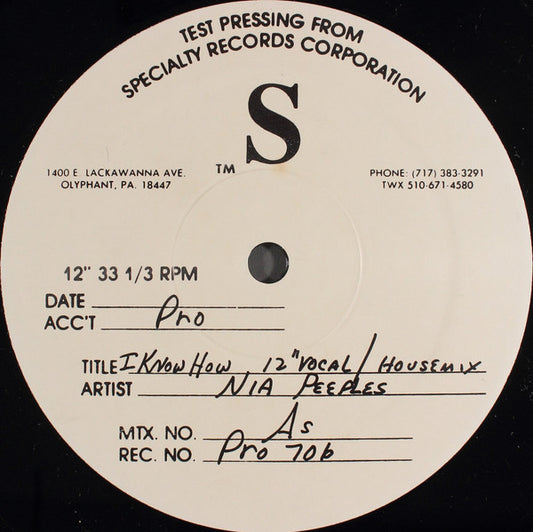 TEST PRESSING FROM
SPECIALTY RECORDS CORPORATION
S
TM
1400 E. LACKAWANNA AVE.
OLYPHANT, PA. 18447
PHONE: (717) 383-3291
TWX 510-671-4580
12" 33 1/3 RPM
DATE
ACC'T Pro
TITLE I Know How, 12" VOCAL / HOUSEMIX
ARTIST NIA PEEPLES
MTX. NO. As
REC. NO. Pro 706